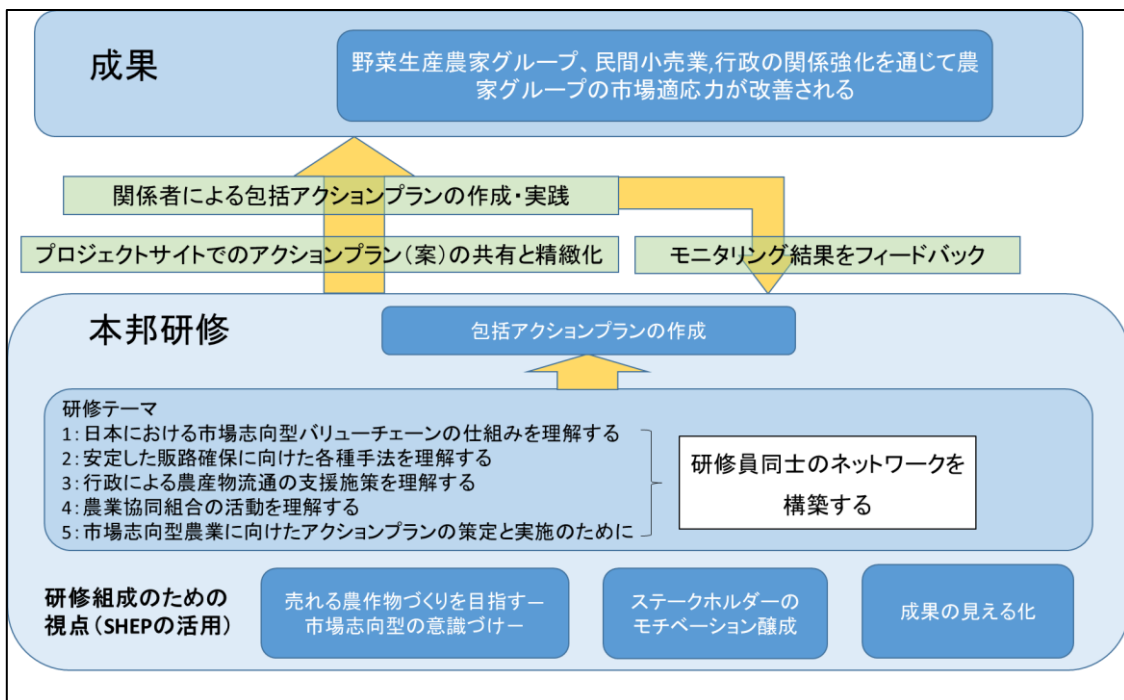 成果
野菜生産農家グループ、民間小売業,行政の関係強化を通じて農
家グループの市場適応力が改善される
関係者による包括アクションプランの作成・実践
プロジェクトサイトでのアクションプラン(案)の共有と精緻化
モニタリング結果をフィードバック
本邦研修
包括アクションプランの作成
研修テーマ
1:日本における市場志向型バリューチェーンの仕組みを理解する
2:安定した販路確保に向けた各種手法を理解する
3:行政による農産物流通の支援施策を理解する
4:農業協同組合の活動を理解する
5:市場志向型農業に向けたアクションプランの策定と実施のために
研修員同士のネットワークを
構築する
研修組成のための
視点(SHEPの活用)
売れる農作物づくりを目指すー
市場志向型の意識づけー
ステークホルダーの
モチベーション醸成
成果の見える化